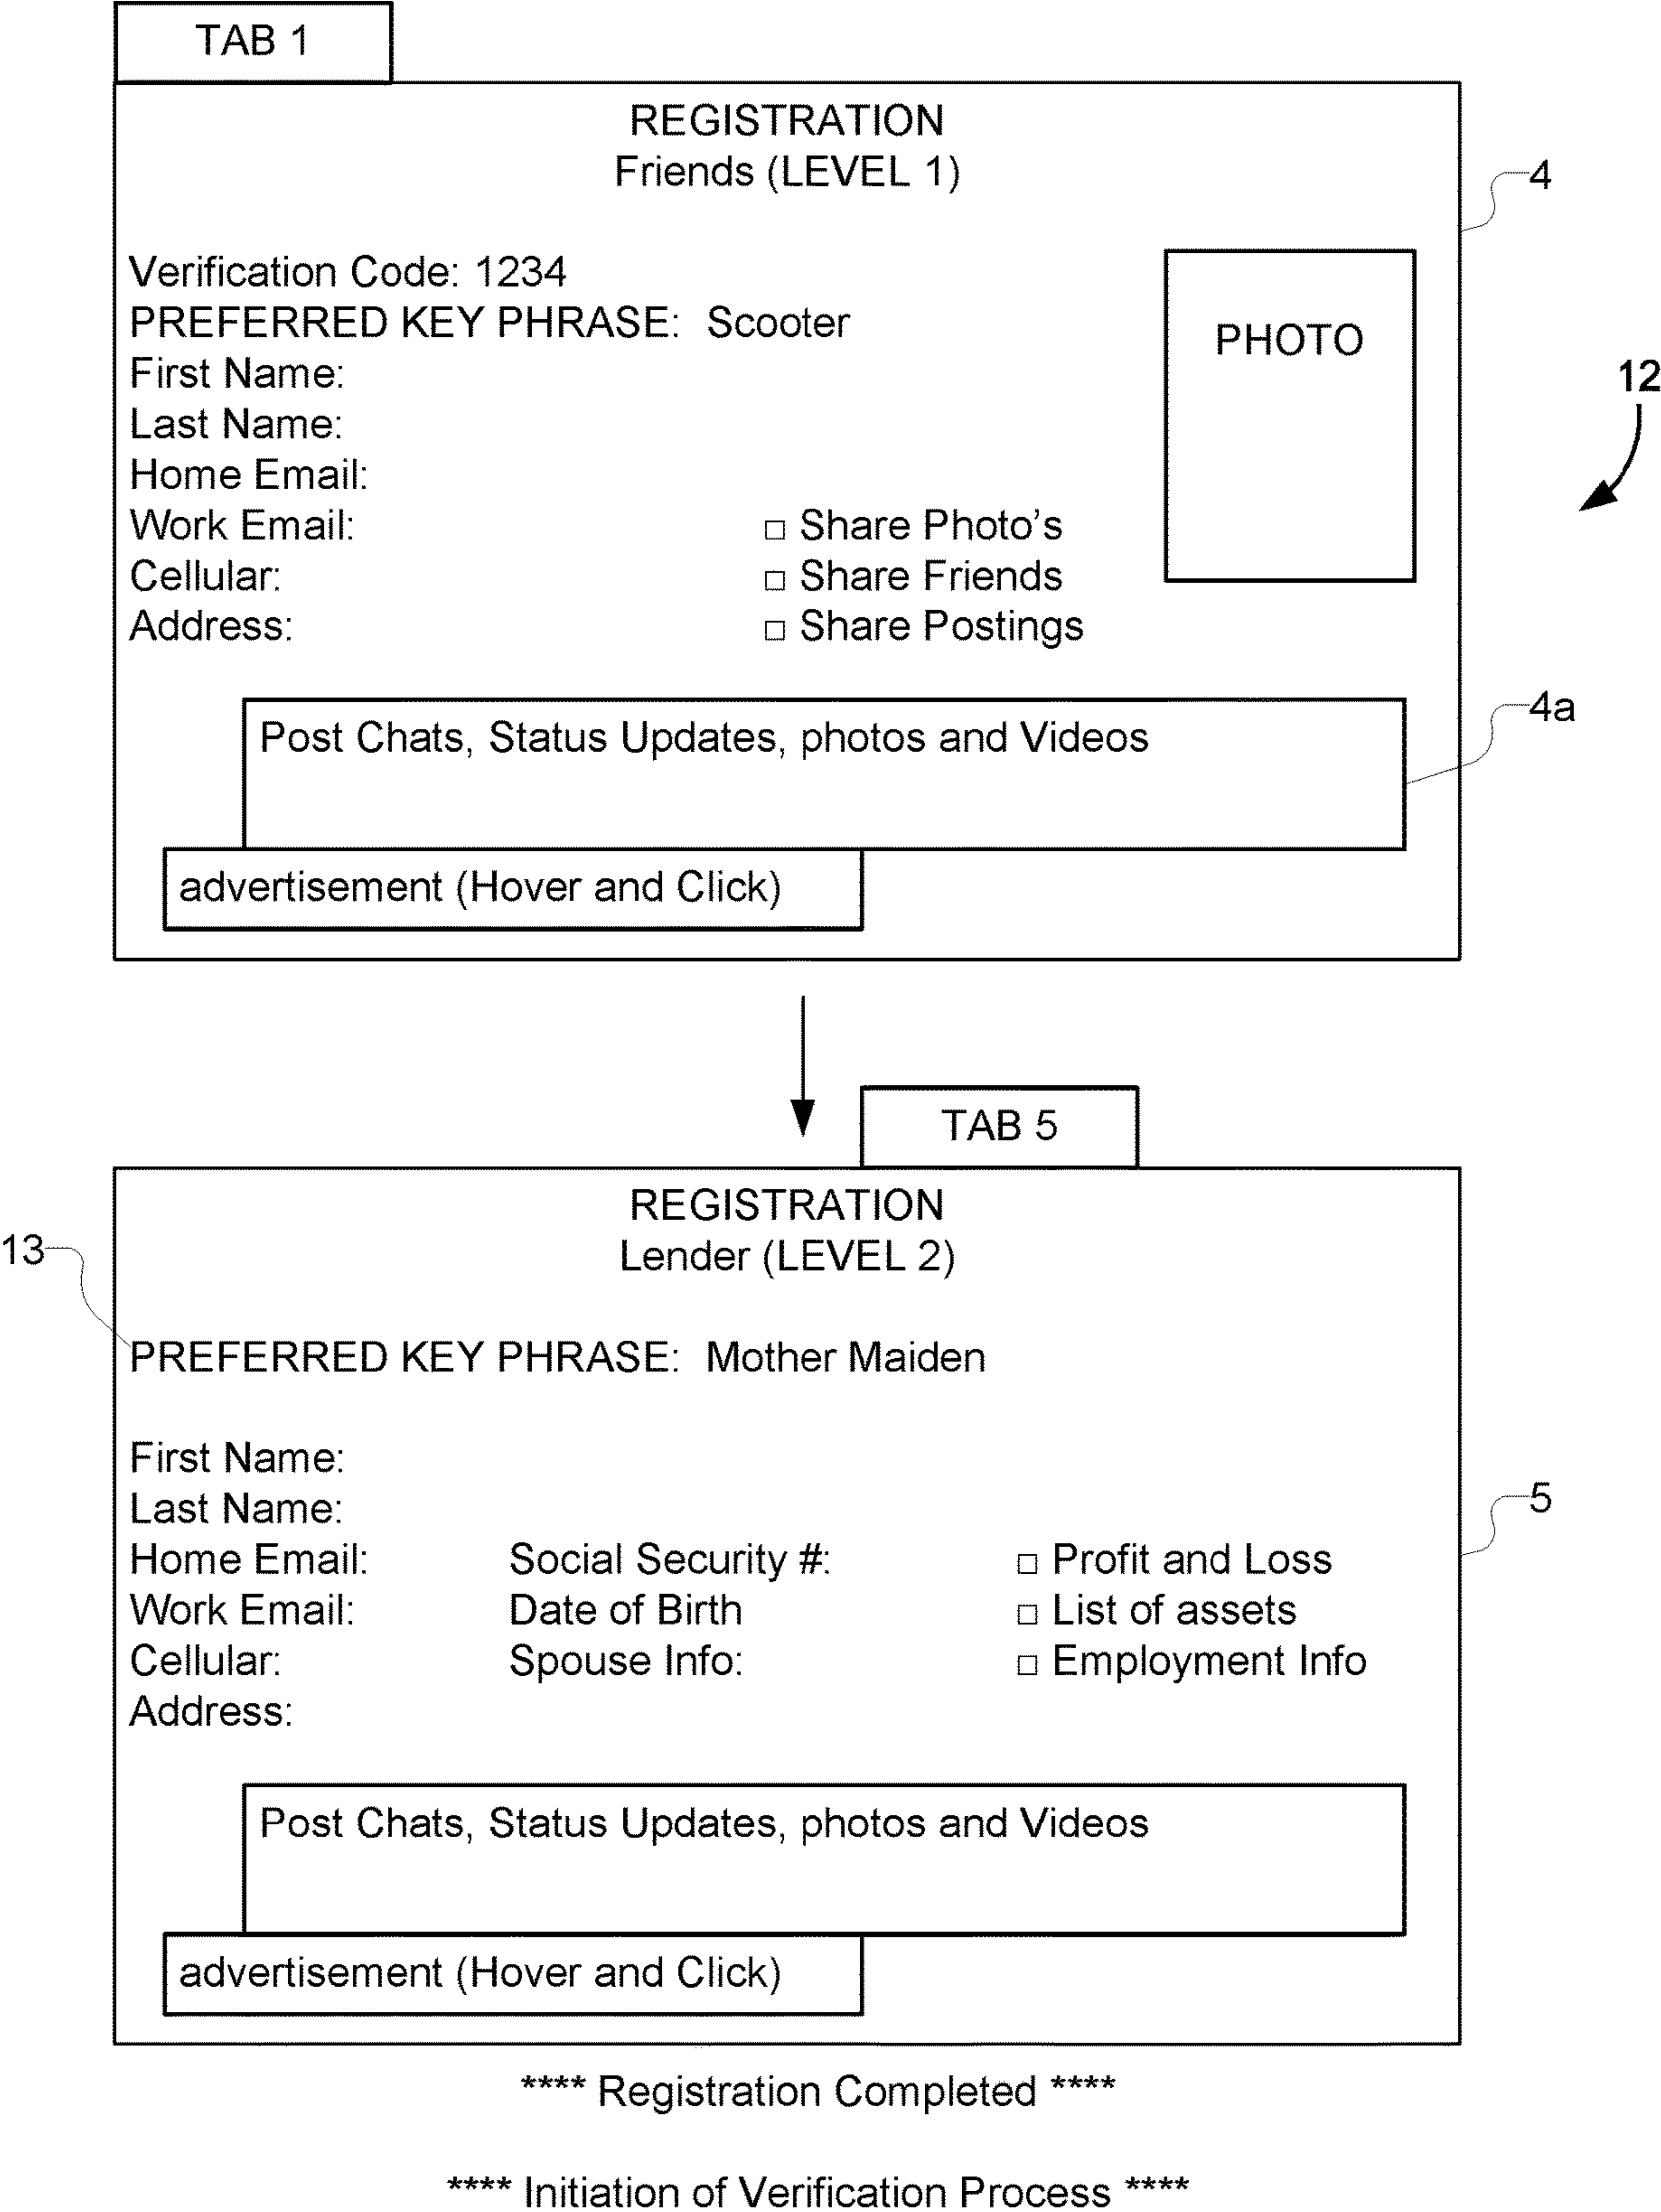 TAB 1
REGISTRATION
Friends (LEVEL 1)
4
Verification Code: 1234
PREFERRED KEY PHRASE: Scooter
PHOTO
First Name:
12
Last Name:
Home Email:
Work Email:
□ Share Photo's
Cellular:
□ Share Friends
Address:
□ Share Postings
4a
Post Chats, Status Updates, photos and Videos
advertisement (Hover and Click)
TAB 5
REGISTRATION
Lender (LEVEL 2)
13
PREFERRED KEY PHRASE: Mother Maiden
First Name:
Last Name:
5
Home Email: Social Security #: □ Profit and Loss
Work Email: Date of Birth □ List of assets
Cellular: Spouse Info: □ Employment Info
Address:
Post Chats, Status Updates, photos and Videos
advertisement (Hover and Click)
**** Registration Completed ****
**** Initiation of Verification Process ****